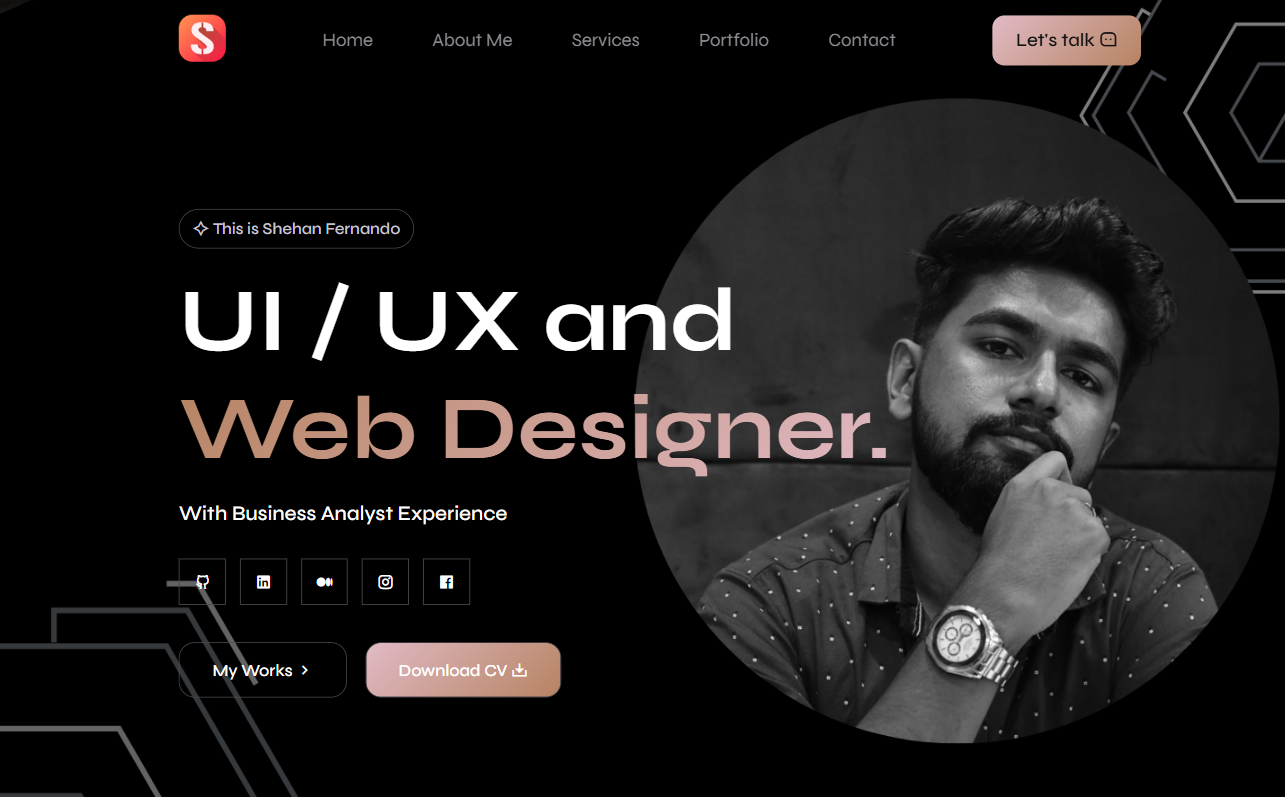 S
Home
About Me
Services
Portfolio
Contact
Let's talk
This is Shehan Fernando
UI / UX and
Web Designer.
With Business Analyst Experience
My Works
Download CV